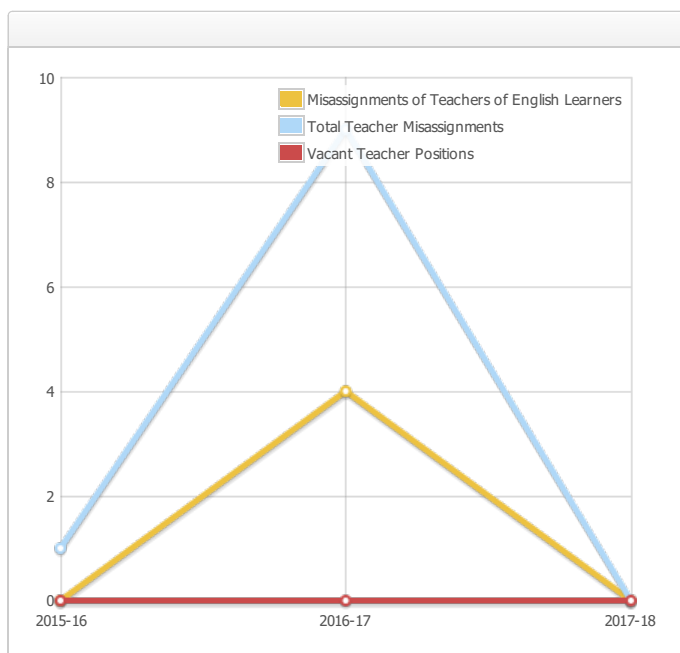 10
Misassignments of Teachers of English Learners
Total Teacher Misassignments
Vacant Teacher Positions
8
6
4
2
0
2015-16 2016-17 2017-18